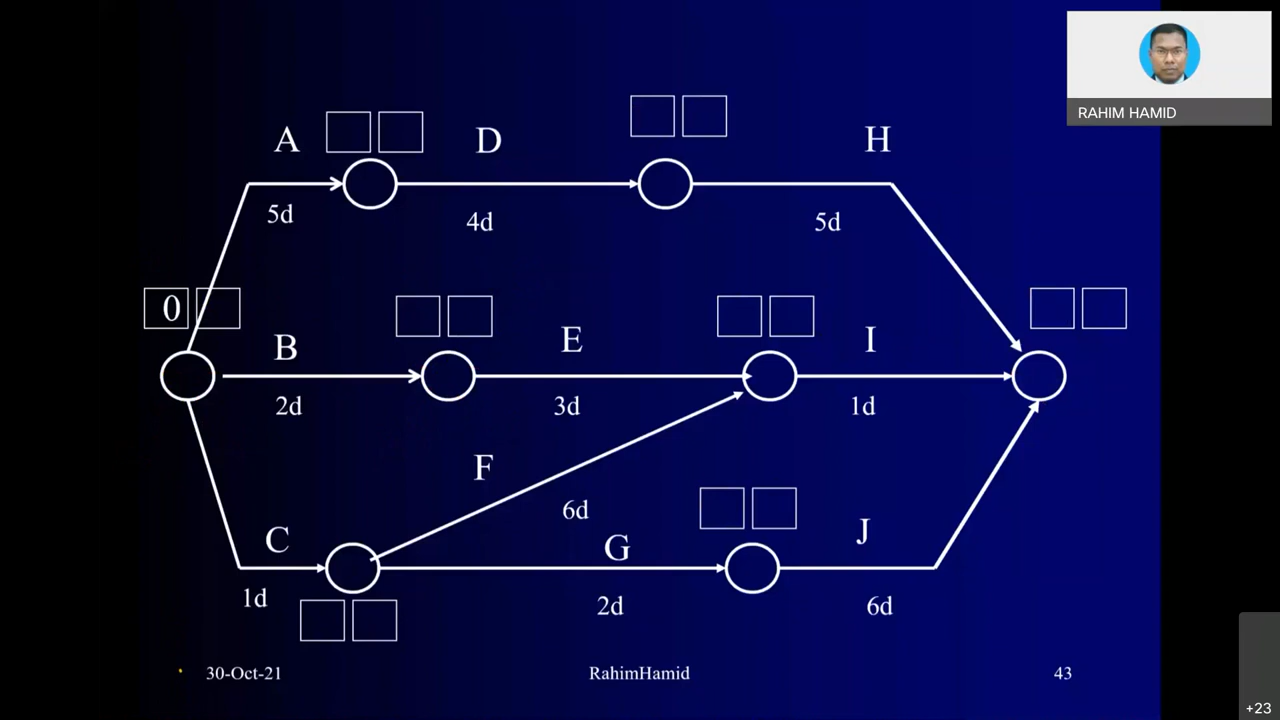 RAHIM HAMID
A
D
H
5d
4d
5d
0
B
E
I
2d
3d
1d
F
6d
C
G
J
1d
2d
6d
30-Oct-21
RahimHamid
43
+23